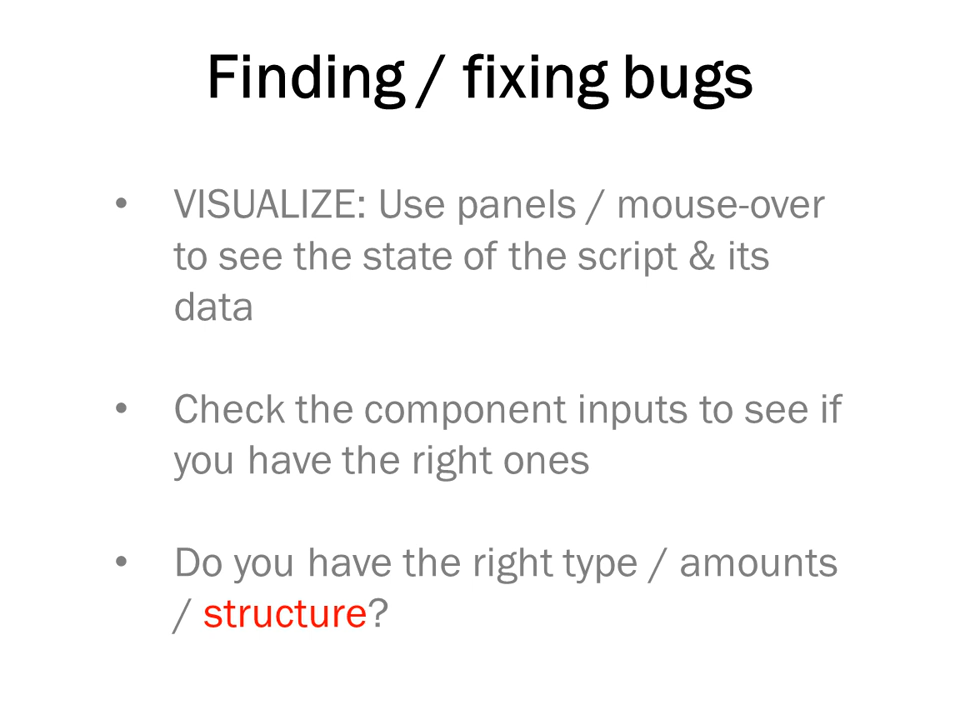 Finding / fixing bugs
• VISUALIZE: Use panels / mouse-over
to see the state of the script & its
data
• Check the component inputs to see if
you have the right ones
• Do you have the right type / amounts
/ structure?